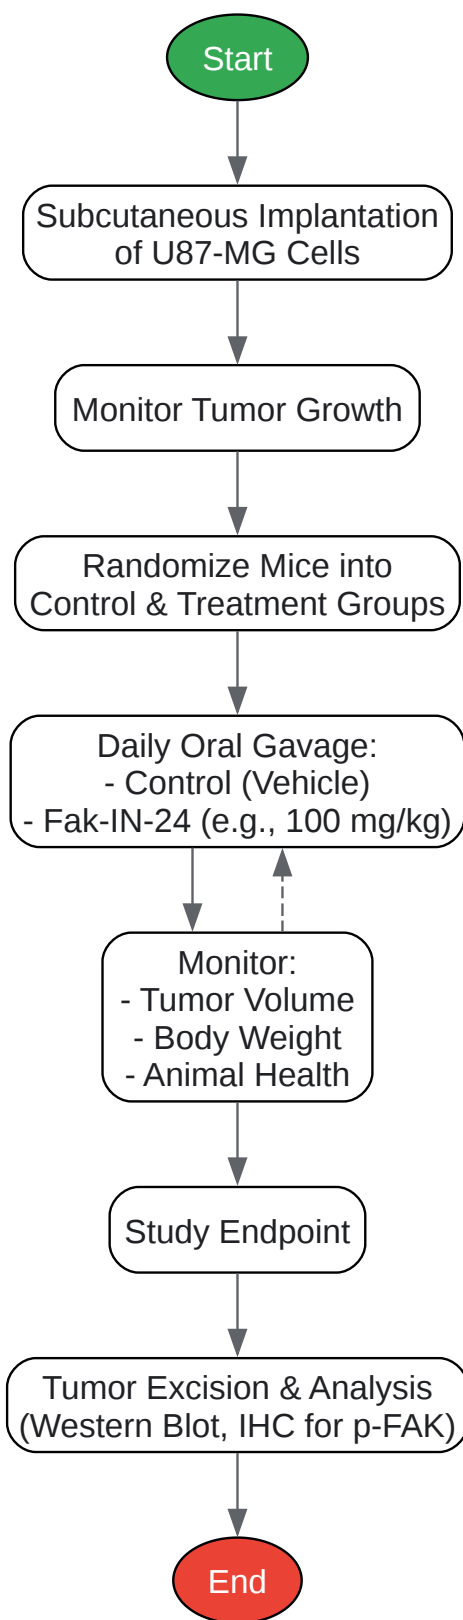 Start
Subcutaneous Implantation
of U87-MG Cells
Monitor Tumor Growth
Randomize Mice into
Control & Treatment Groups
Daily Oral Gavage:
- Control (Vehicle)
- Fak-IN-24 (e.g., 100 mg/kg)
Monitor:
- Tumor Volume
- Body Weight
- Animal Health
Study Endpoint
Tumor Excision & Analysis
(Western Blot, IHC for p-FAK)
End